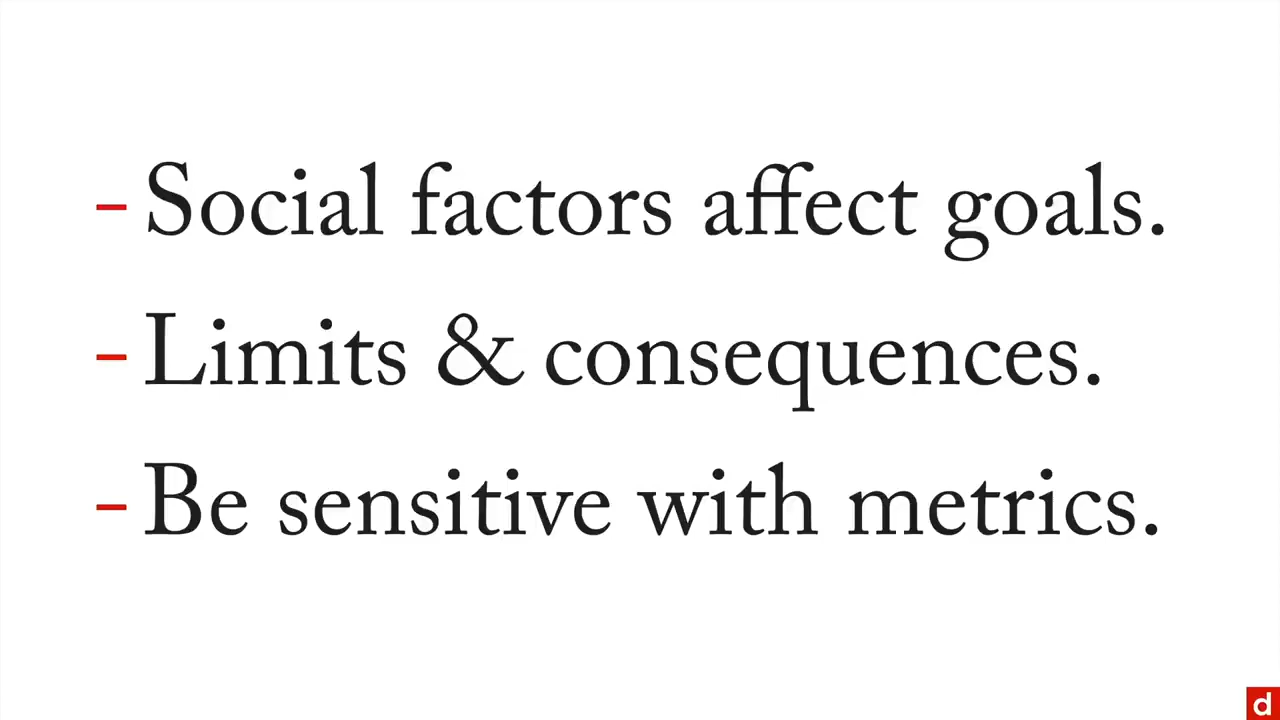 – Social factors affect goals.
– Limits & consequences.
– Be sensitive with metrics.
d